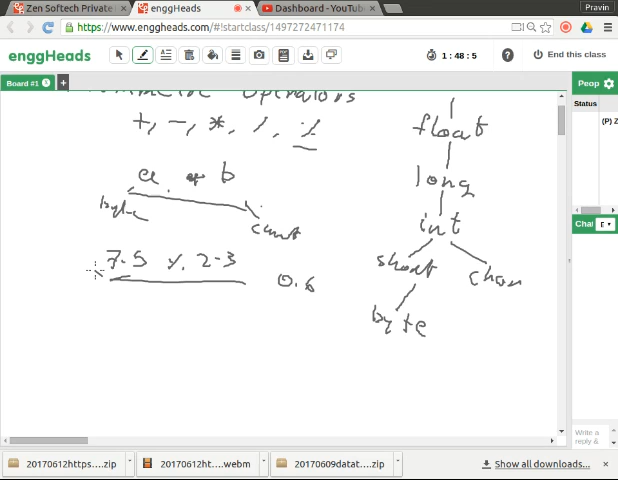 Zen Softech Private
enggHeads
Dashboard - YouTube
Pravin
https://www.enggheads.com/#!startclass/1497272471174
enggHeads
1 : 48 : 5
End this class
Board #1
Peop
Status
(P) Z
Chat
Write a reply &
operators
+, -, *, /, %
a + b
byte
7.5 % 2.3
0.6
float
long
int
short
char
byte
20170612https....zip
20170612ht....webm
20170609datat....zip
Show all downloads...